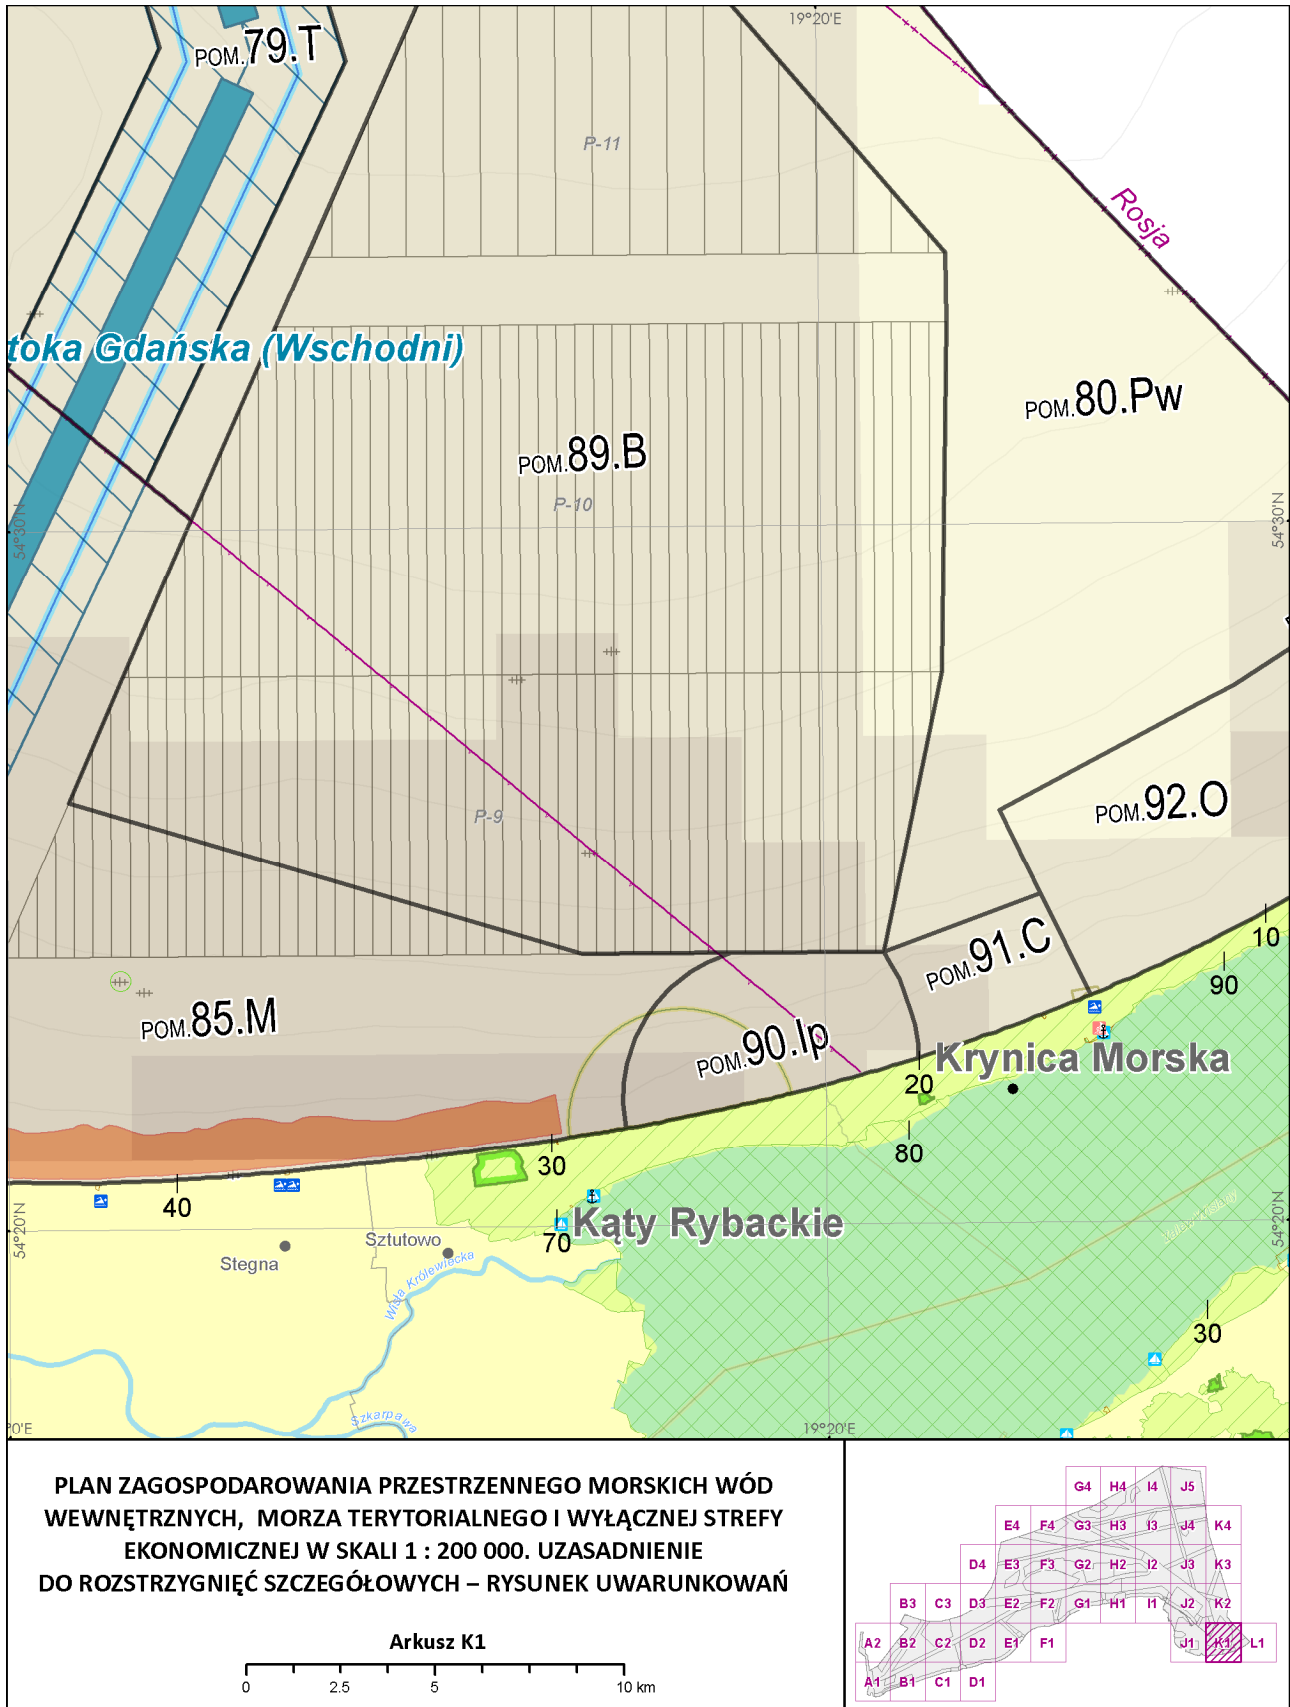 19°20'E
POM.79.T
P-11
Rosja
toka Gdańska (Wschodni)
POM.80.Pw
POM.89.B
P-10
54°30'N
54°30'N
POM.92.O
P-9
10
POM.91.C
90
POM.85.M
POM.90.Ip
Krynica Morska
20
80
30
40
Kąty Rybackie
70
54°20'N
54°20'N
Sztutowo
Stegna
Wisła Królewiecka
Zalew Wiślany
30
Szkarpawa
°0'E
19°20'E
PLAN ZAGOSPODAROWANIA PRZESTRZENNEGO MORSKICH WÓD
WEWNĘTRZNYCH, MORZA TERYTORIALNEGO I WYŁĄCZNEJ STREFY
EKONOMICZNEJ W SKALI 1 : 200 000. UZASADNIENIE
DO ROZSTRZYGNIĘĆ SZCZEGÓŁOWYCH – RYSUNEK UWARUNKOWAŃ
Arkusz K1
0 2.5 5 10 km
G4 H4 I4 J5
E4 F4 G3 H3 I3 J4 K4
D4 E3 F3 G2 H2 I2 J3 K3
B3 C3 D3 E2 F2 G1 H1 I1 J2 K2
A2 B2 C2 D2 E1 F1 J1 K1 L1
A1 B1 C1 D1